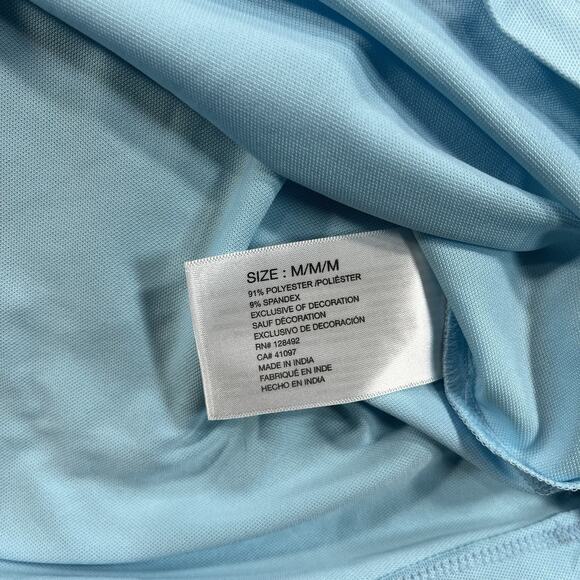 SIZE : M/M/M
91% POLYESTER /POLIÉSTER
9% SPANDEX
EXCLUSIVE OF DECORATION
SAUF DÉCORATION
EXCLUSIVO DE DECORACIÓN
RN# 128492
CA# 41097
MADE IN INDIA
FABRIQUÉ EN INDE
HECHO EN INDIA